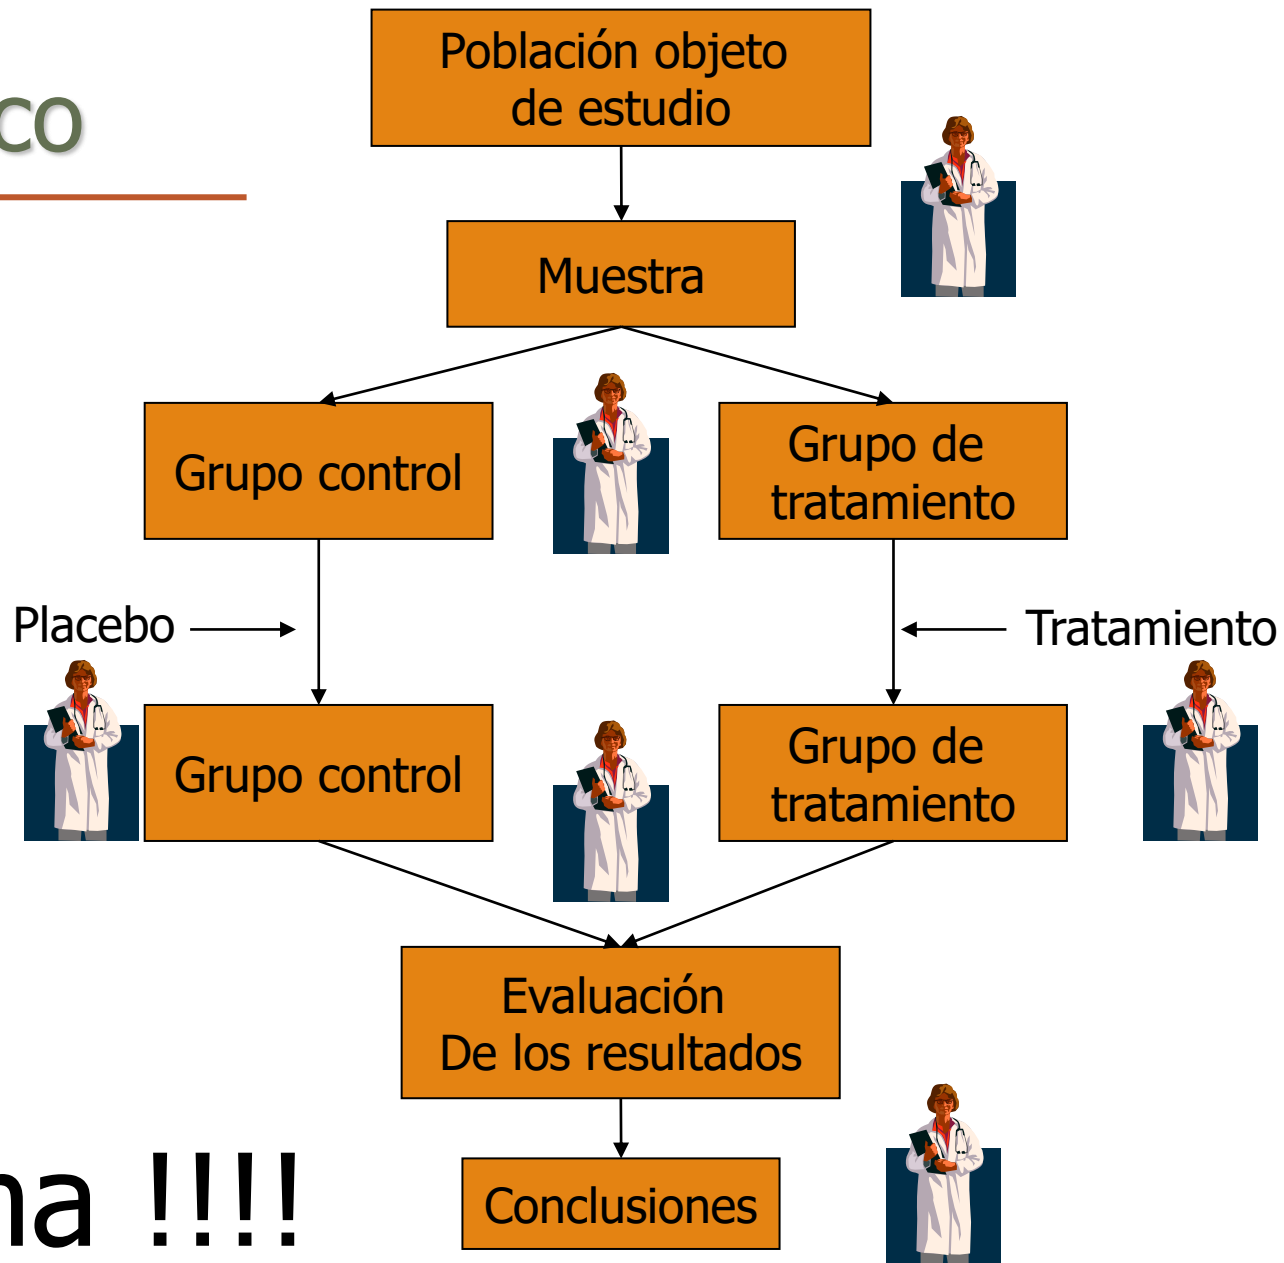 co
Población objeto
de estudio
Muestra
Grupo control
Grupo de
tratamiento
Placebo
Tratamiento
Grupo control
Grupo de
tratamiento
Evaluación
De los resultados
Conclusiones
na !!!!